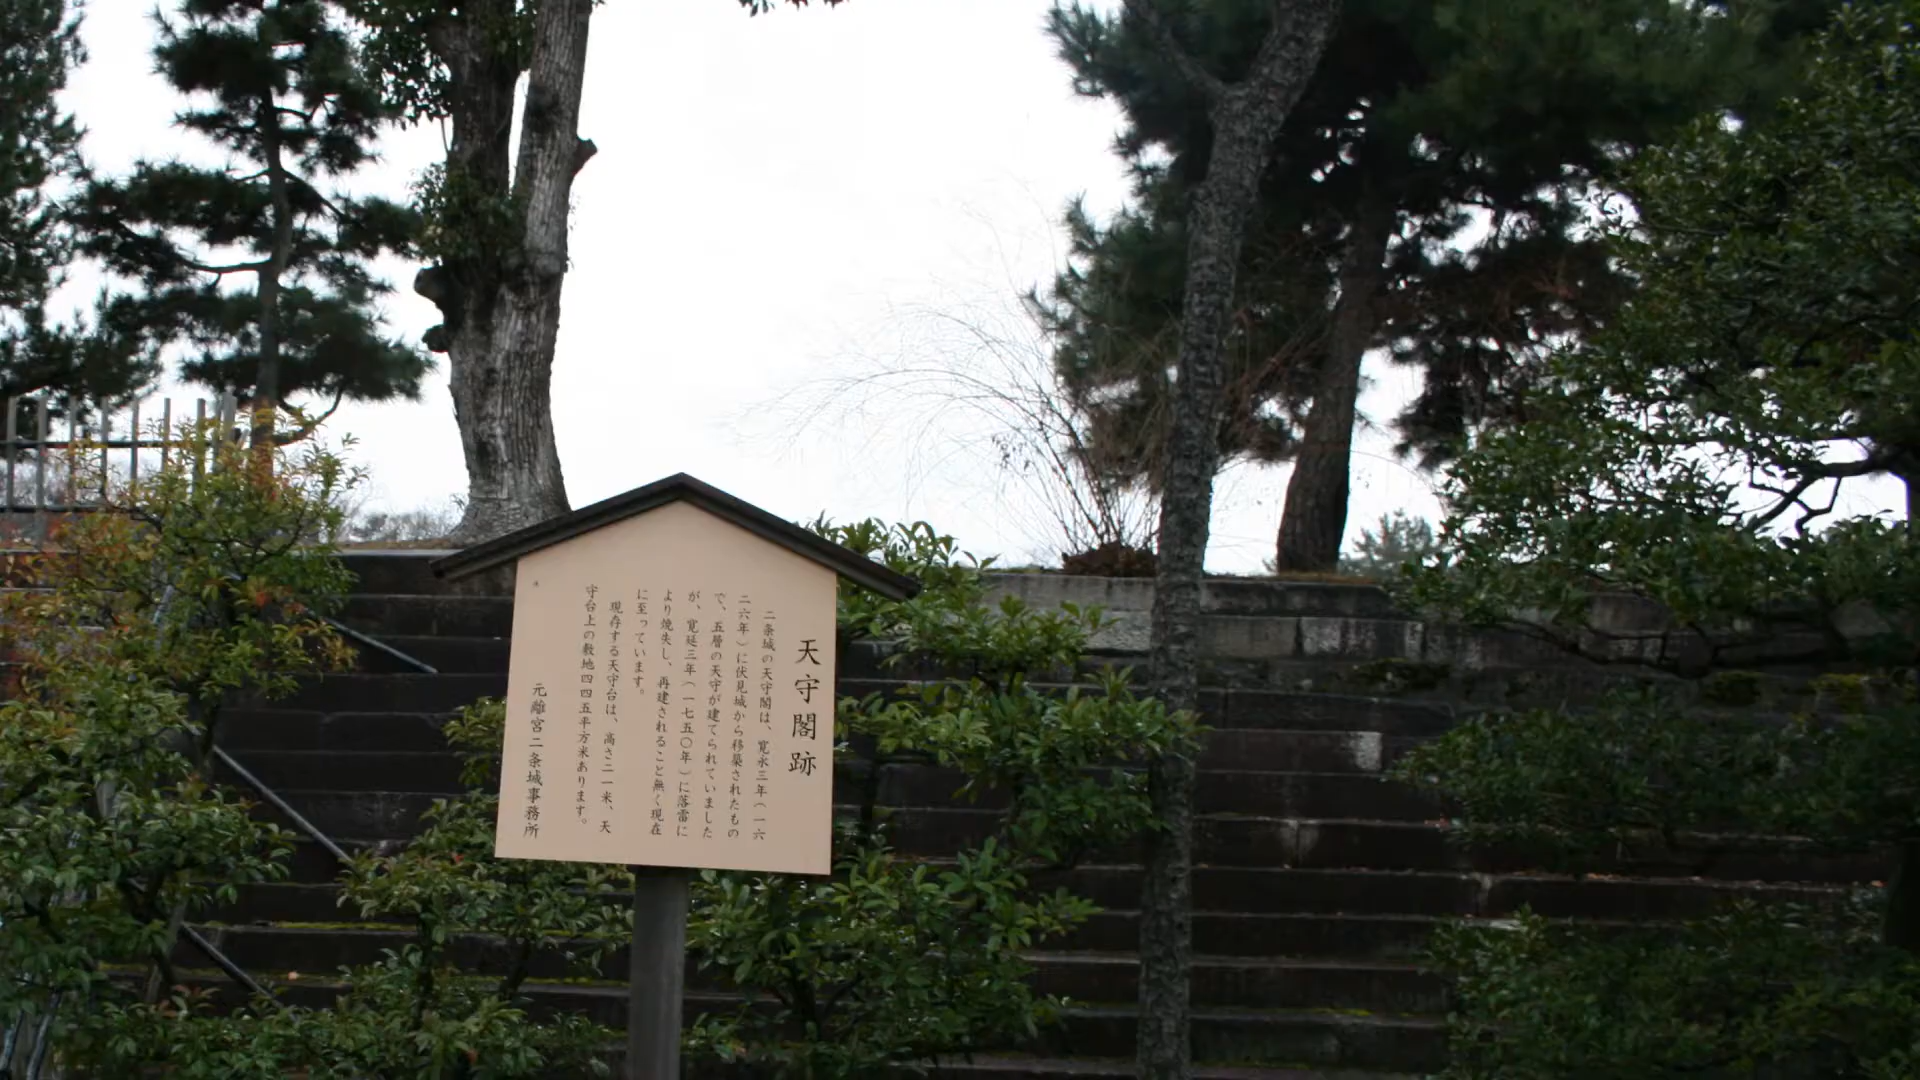 天守閣跡
二条城の天守閣は、寛永三年(一六
二六年)に伏見城から移築されたもの
で、五層の天守が建てられていました
が、寛延三年(一七五〇年)に落雷に
より焼失し、再建されること無く現在
に至っています。
現存する天守台は、高さ二一米、天
守台上の敷地四四五平方米あります。
元離宮二条城事務所